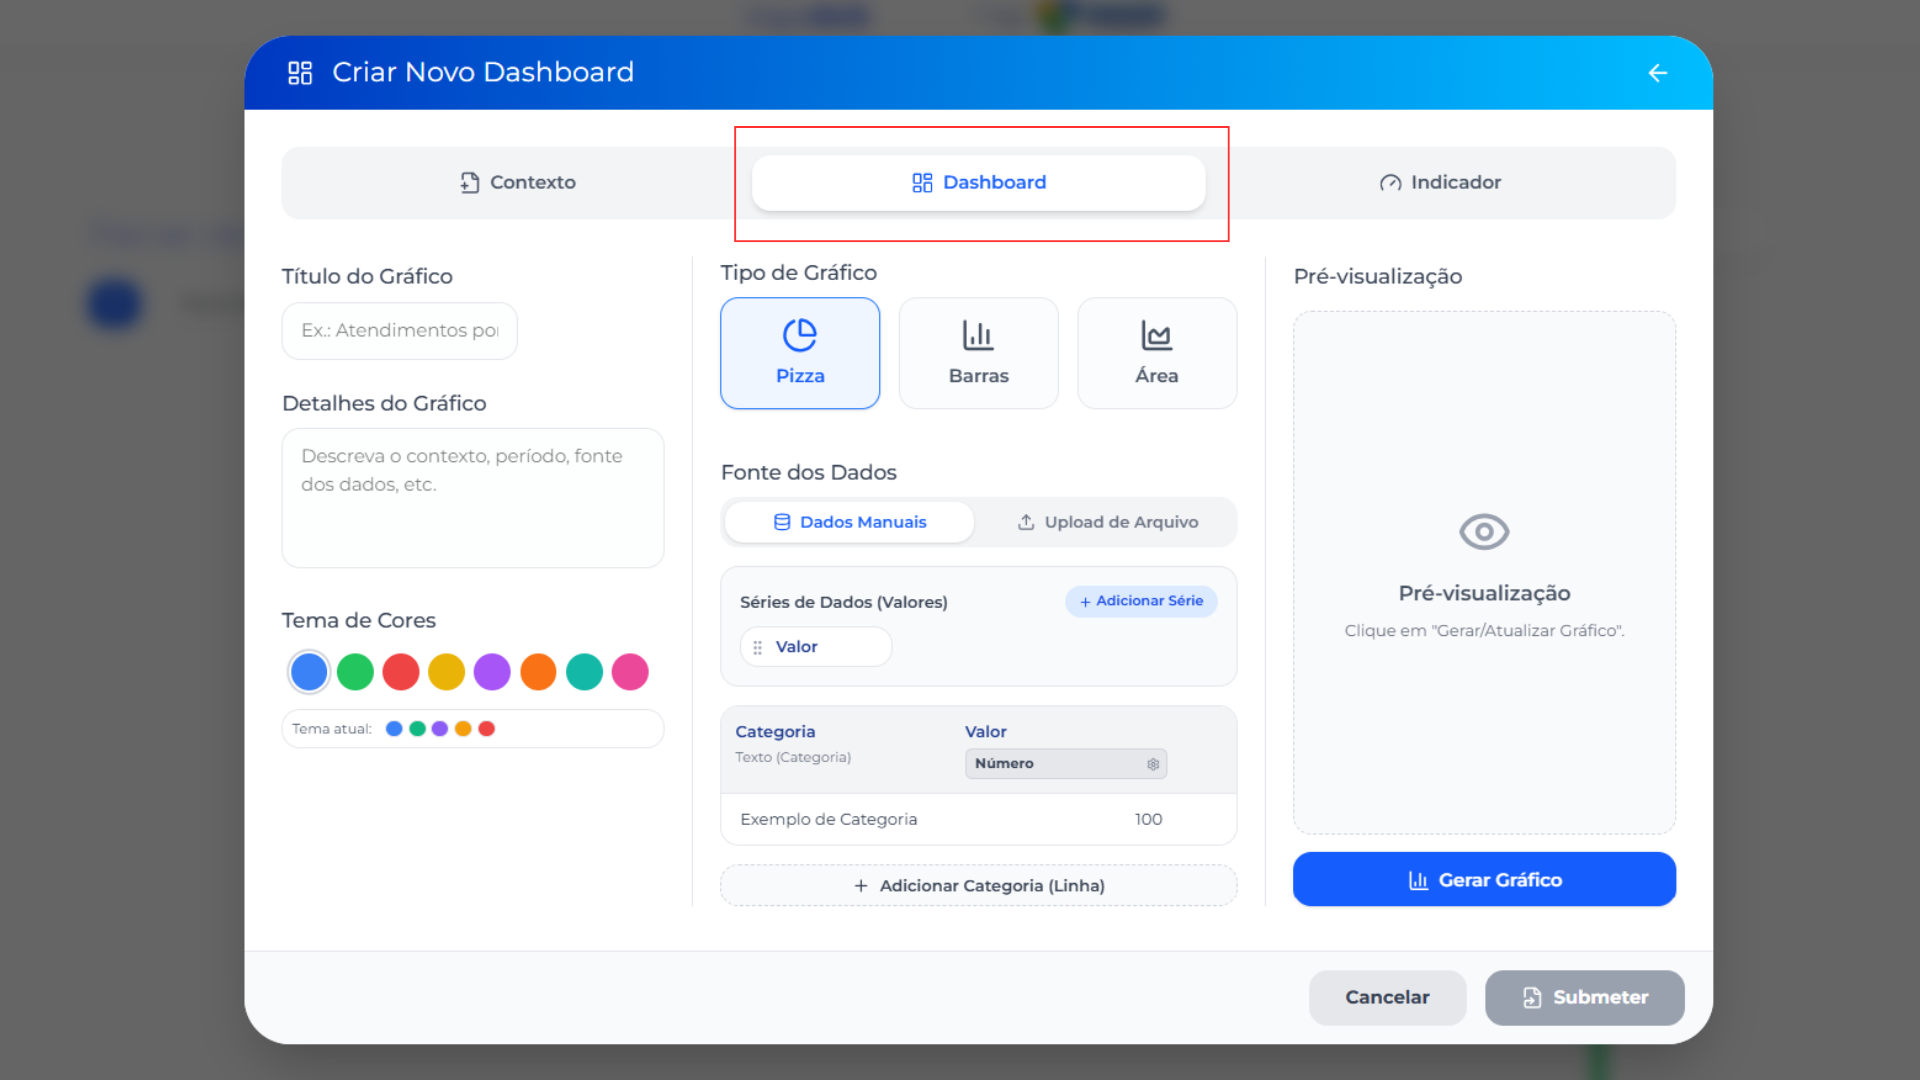 Criar Novo Dashboard
Contexto
Dashboard
Indicador
Título do Gráfico
Ex.: Atendimentos por
Detalhes do Gráfico
Descreva o contexto, período, fonte
dos dados, etc.
Tema de Cores
Tema atual:
Tipo de Gráfico
Pizza
Barras
Área
Fonte dos Dados
Dados Manuais
Upload de Arquivo
Séries de Dados (Valores)
+ Adicionar Série
Valor
Categoria
Valor
Texto (Categoria)
Número
Exemplo de Categoria
100
+ Adicionar Categoria (Linha)
Pré-visualização
Pré-visualização
Clique em "Gerar/Atualizar Gráfico".
Gerar Gráfico
Cancelar
Submeter